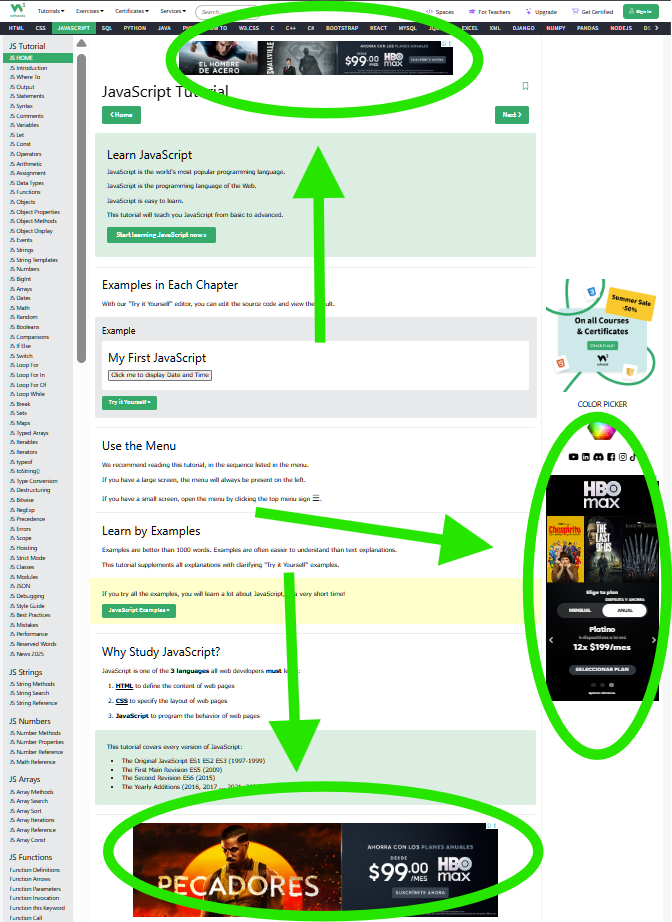 W3
schools
Tutorials
Exercises
Certificates
Services
Search...
Spaces
For Teachers
Upgrade
Get Certified
Sign In
HTML
CSS
JAVASCRIPT
SQL
PYTHON
JAVA
HOW TO
W3.CSS
C
C++
C#
BOOTSTRAP
REACT
MYSQL
EXCEL
XML
DJANGO
NUMPY
PANDAS
NODEJS
JS Tutorial
JS HOME
JS Introduction
JS Where To
JS Output
JS Statements
JS Syntax
JS Comments
JS Variables
JS Let
JS Const
JS Operators
JS Arithmetic
JS Assignment
JS Data Types
JS Functions
JS Objects
JS Object Properties
JS Object Methods
JS Object Display
JS Events
JS Strings
JS String Templates
JS Numbers
JS BigInt
JS Arrays
JS Dates
JS Math
JS Random
JS Booleans
JS Comparisons
JS If Else
JS Switch
JS Loop For
JS Loop For In
JS Loop For Of
JS Loop While
JS Break
JS Sets
JS Maps
JS Typed Arrays
JS Iterables
JS Iterators
JS typeof
JS toString()
JS Type Conversion
JS Destructuring
JS Bitwise
JS RegExp
JS Precedence
JS Errors
JS Scope
JS Hoisting
JS Strict Mode
JS Classes
JS Modules
JS JSON
JS Debugging
JS Style Guide
JS Best Practices
JS Mistakes
JS Performance
JS Reserved Words
JS News 2025
JS Strings
JS String Methods
JS String Search
JS String Reference
JS Numbers
JS Number Methods
JS Number Properties
JS Number Reference
JS Math Reference
JS Arrays
JS Array Methods
JS Array Search
JS Array Sort
JS Array Iterations
JS Array Reference
JS Array Const
JS Functions
Function Definitions
Function Arrows
Function Parameters
Function Invocation
Function this Keyword
Function Call
EL HOMBRE
DE ACERO
SMALLVILLE
AHORRA CON LOS PLANES ANUALES
DESDE
$99.00
/MES
HBO
max
SUSCRÍBETE AHORA
JavaScript Tutorial
❮ Home
Next ❯
Learn JavaScript
JavaScript is the world's most popular programming language.
JavaScript is the programming language of the Web.
JavaScript is easy to learn.
This tutorial will teach you JavaScript from basic to advanced.
Start learning JavaScript now »
Examples in Each Chapter
With our "Try it Yourself" editor, you can edit the source code and view the
Example
My First JavaScript
Click me to display Date and Time
Try it Yourself »
Use the Menu
We recommend reading this tutorial, in the sequence listed in the menu.
If you have a large screen, the menu will always be present on the left.
If you have a small screen, open the menu by clicking the top menu sign ☰.
Learn by Examples
Examples are better than 1000 words. Examples are often easier to understand than text explanations.
This tutorial supplements all explanations with clarifying "Try it Yourself" examples.
If you try all the examples, you will learn a lot about JavaScript, a very short time!
JavaScript Examples »
Why Study JavaScript?
JavaScript is one of the 3 languages all web developers must
1. HTML to define the content of web pages
2. CSS to specify the layout of web pages
3. JavaScript to program the behavior of web pages
This tutorial covers every version of JavaScript:
• The Original JavaScript ES1 ES2 ES3 (1997-1999)
• The First Main Revision ES5 (2009)
• The Second Revision ES6 (2015)
• The Yearly Additions (2016, 2017 ...
PECADORES
AHORRA CON LOS PLANES ANUALES
DESDE
$99.00
/MES
HBO
max
SUSCRÍBETE AHORA
Summer Sale
-50%
On all Courses
& Certificates
Check it out!
W3
schools
COLOR PICKER
HBO
max
Chespirito
THE
LAST
OF US
Elige tu plan
DISFRUTA Y AHORRA
MENSUAL
ANUAL
Platino
4 dispositivos a la vez
12x $199/mes
SELECCIONAR PLAN